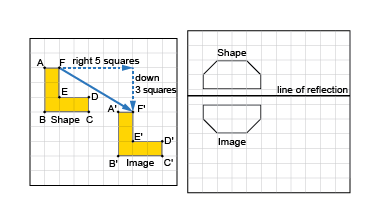 A F right 5 squares
down
3 squares
E D
A' F'
B Shape C
E' D'
B' Image C'
Shape
line of reflection
Image